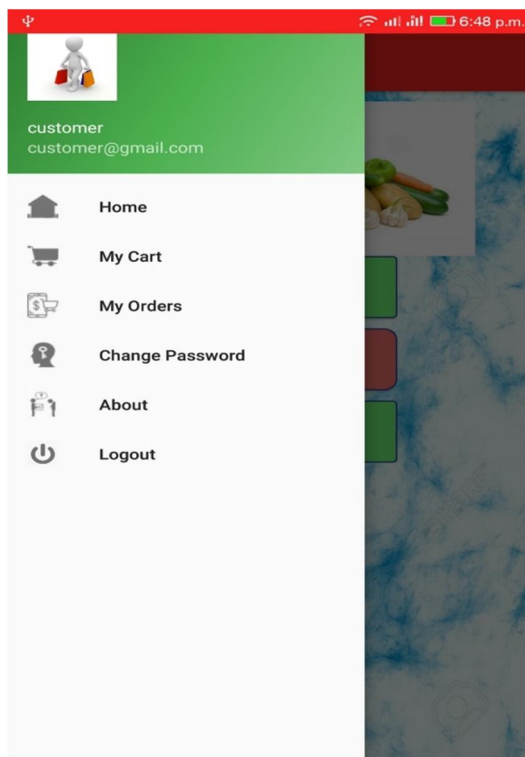 6:48 p.m.
customer
customer@gmail.com
Home
My Cart
My Orders
Change Password
About
Logout